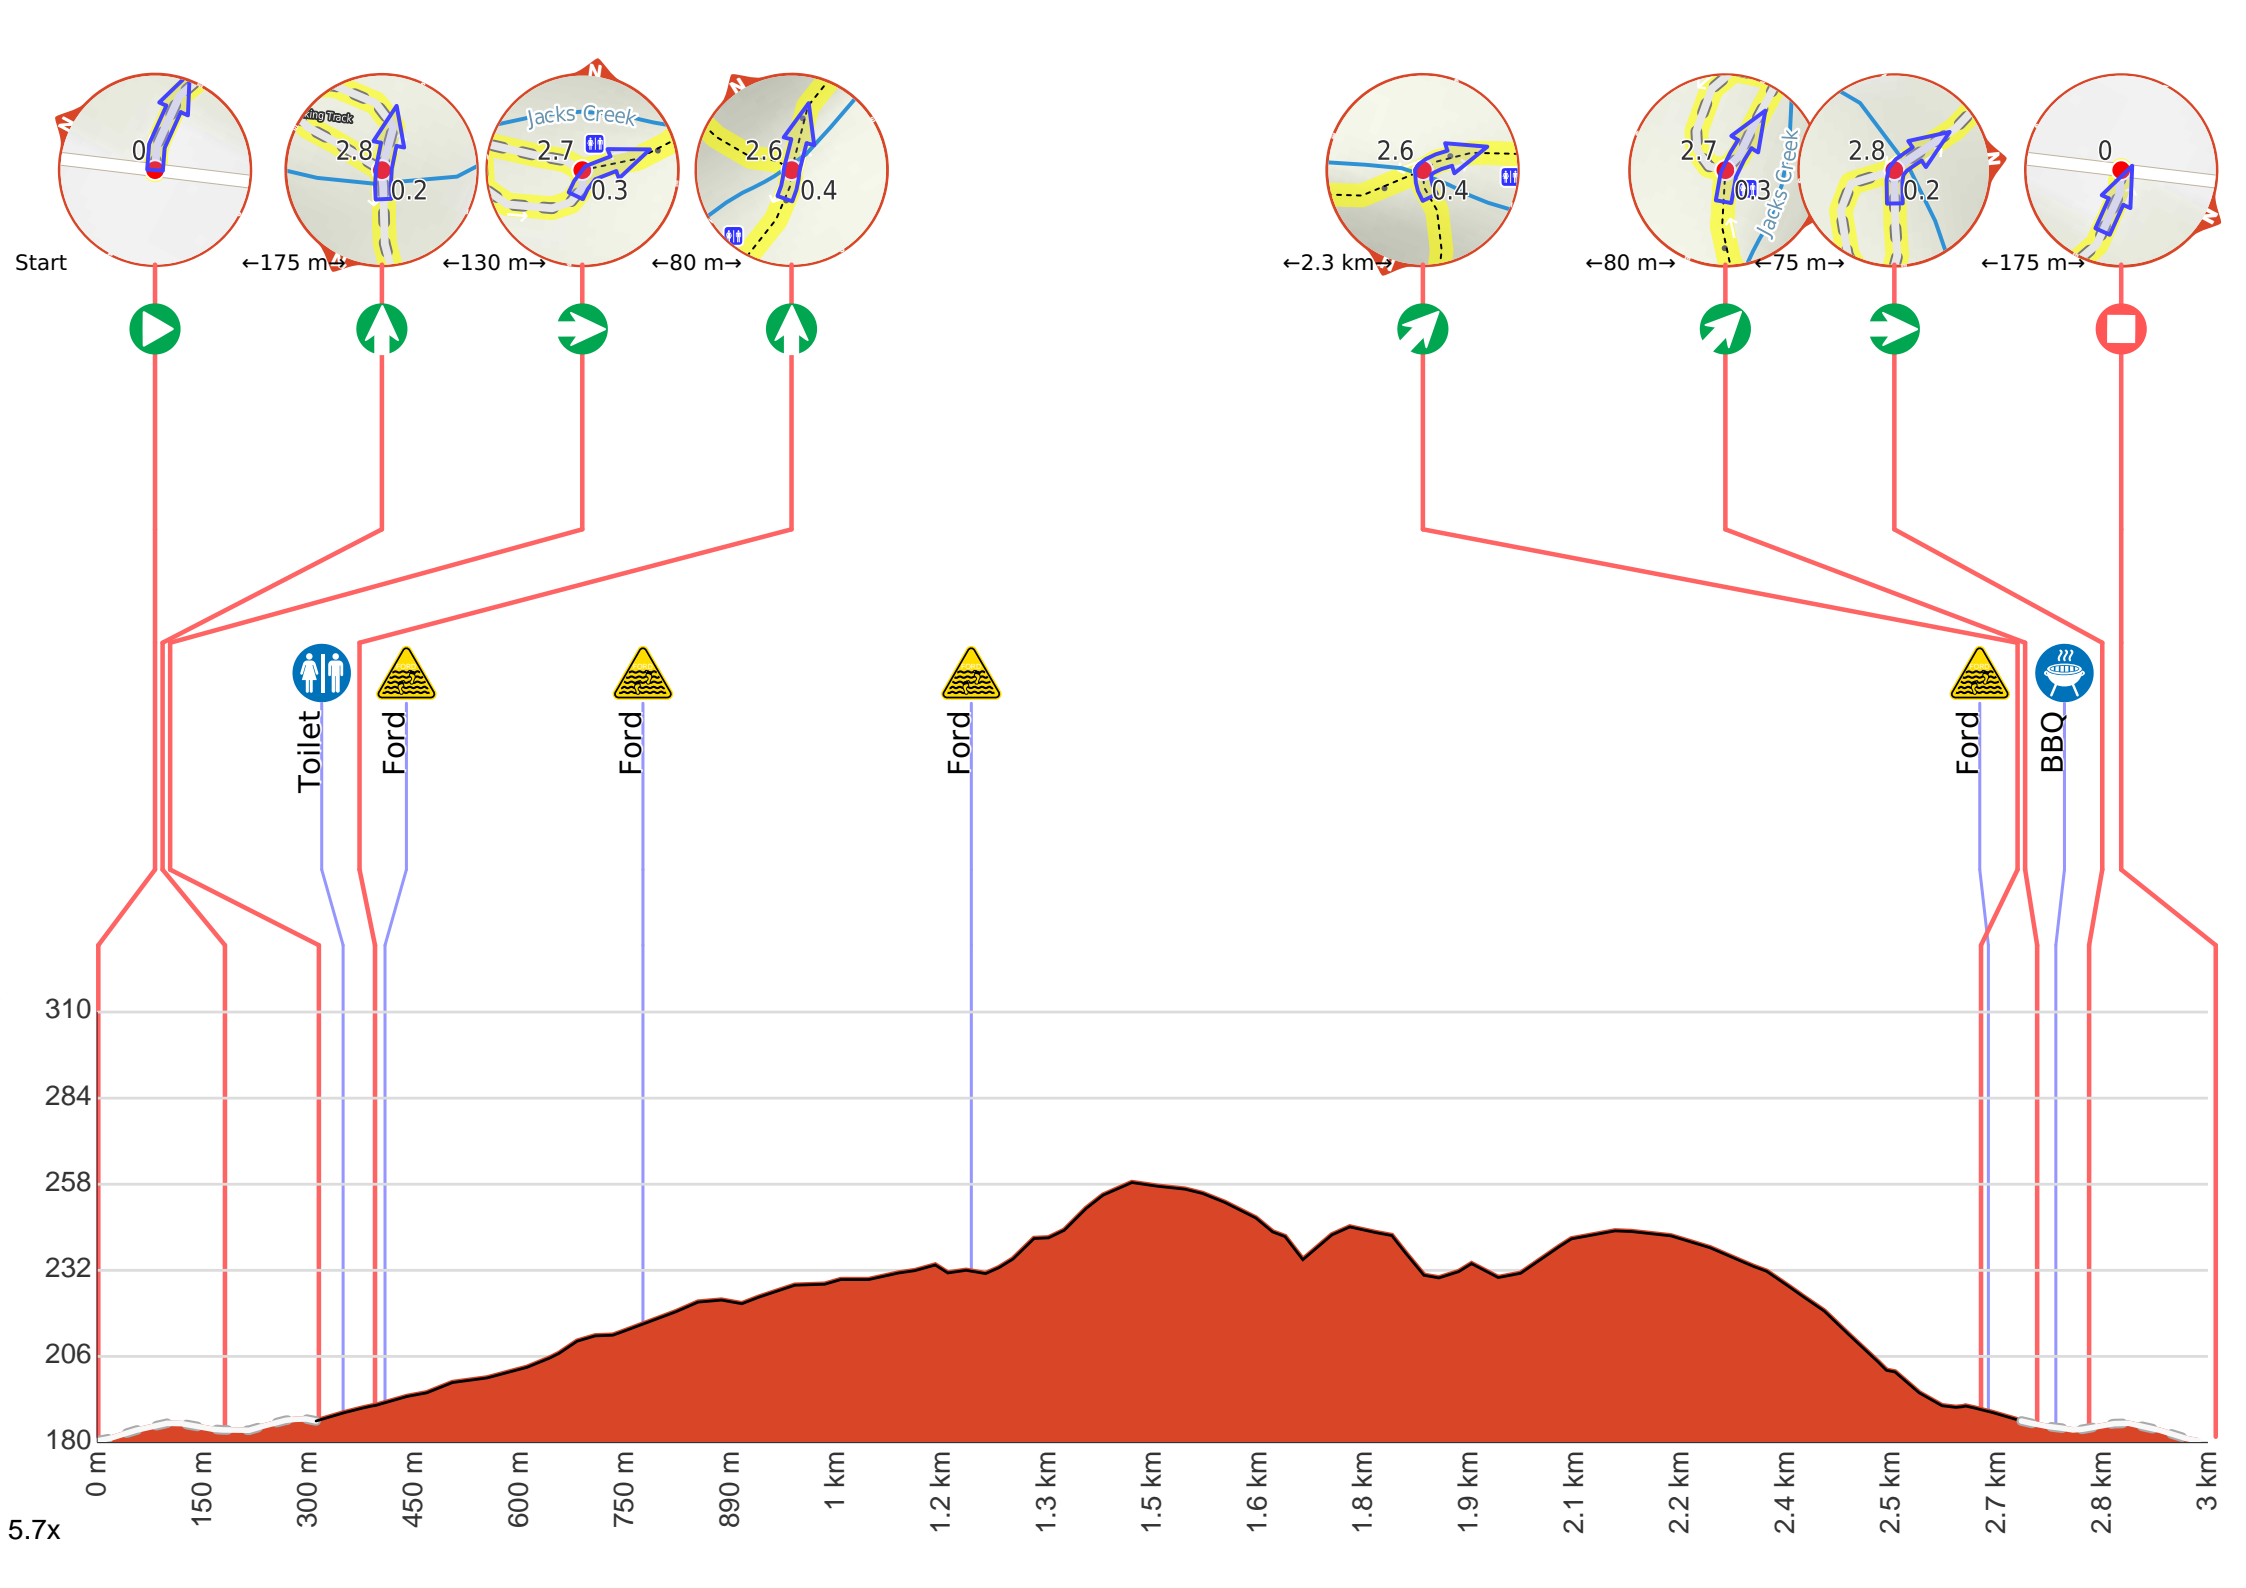 N
N
N
N
N
N
N
0
king Track
2.8
0.2
Jacks Creek
2.7
0.3
2.6
0.4
2.6
0.4
2.7
0.3
Jacks Creek
2.8
0.2
0
Start
←175 m→
←130 m→
←80 m→
←2.3 km→
←80 m→
←75 m→
←175 m→
Toilet
Ford
Ford
Ford
Ford
BBQ
310
284
258
232
206
180
0 m
150 m
300 m
450 m
600 m
750 m
890 m
1 km
1.2 km
1.3 km
1.5 km
1.6 km
1.8 km
1.9 km
2.1 km
2.2 km
2.4 km
2.5 km
2.7 km
2.8 km
3 km
5.7x